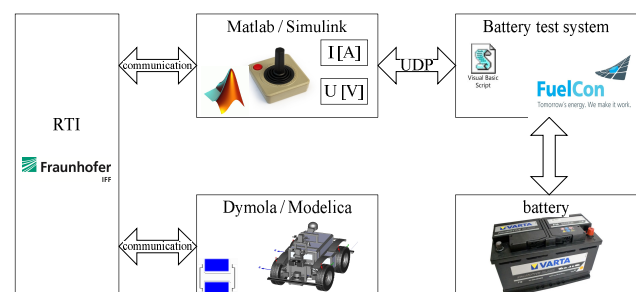 RTI
Fraunhofer
IFF
communication
communication
Matlab / Simulink
I [A]
U [V]
UDP
Battery test system
Visual Basic
Script
FuelCon
Tomorrow's energy. We make it work.
Dymola / Modelica
battery
VARTA
VARTA